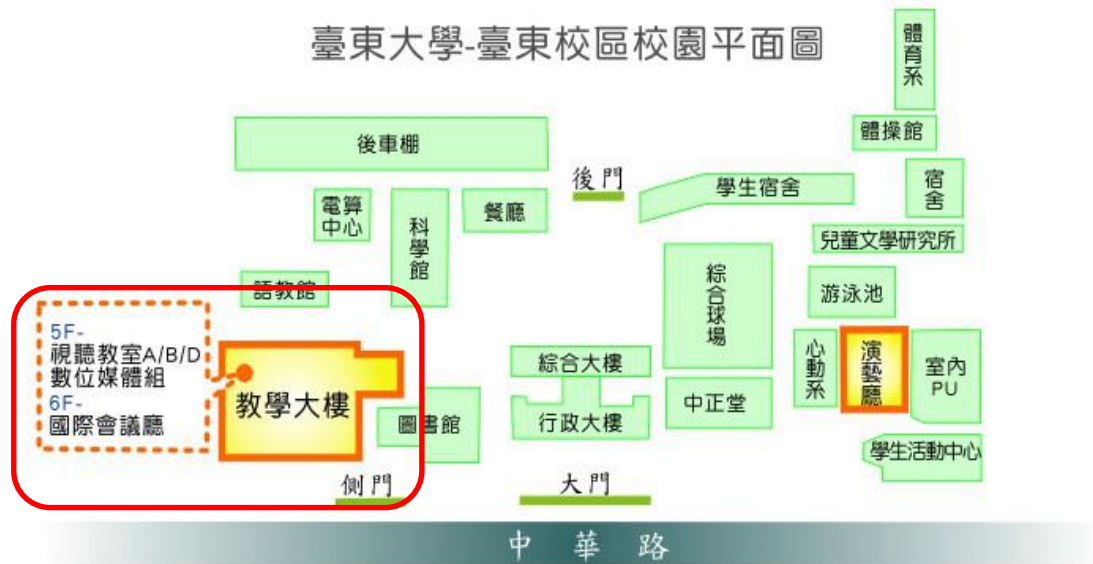 臺東大學-臺東校區校園平面圖
體育系
體操館
後車棚
後門
學生宿舍
宿舍
電算
中心
科學館
餐廳
兒童文學研究所
語教館
綜合球場
游泳池
5F-
視聽教室A/B/D
數位媒體組
6F-
國際會議廳
教學大樓
圖書館
綜合大樓
行政大樓
中正堂
心動系
演藝廳
室內
PU
學生活動中心
側門
大門
中華路